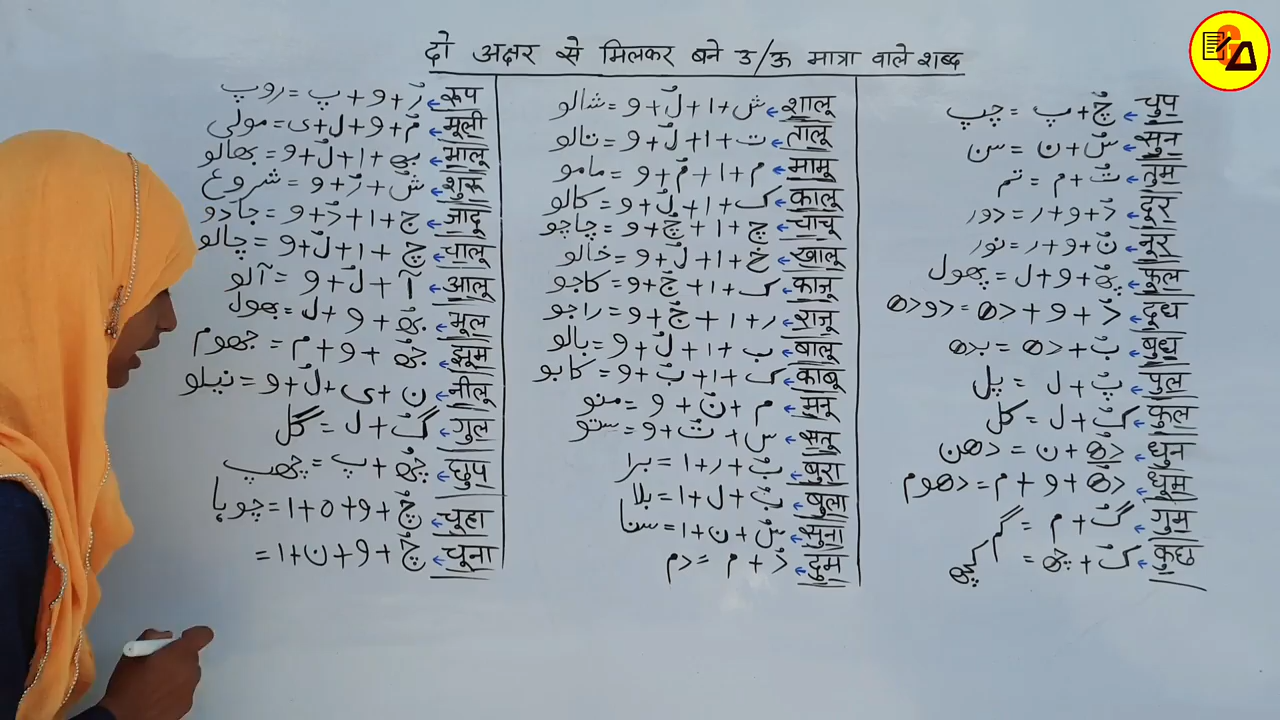 दो अक्षर से मिलकर बने उ/ऊ मात्रा वाले शब्द
चुप ← چُ + پ = چپ
सुन ← سُ + ن = سن
तुम ← تُ + م = تم
दूर ← دُ + و + ر = دور
नूर ← نُ + و + ر = نور
फूल ← پھُ + و + ل = پھول
दूध ← دُ + و + دھ = دودھ
बुध ← بُ + دھ = بدھ
पुल ← پُ + ل = پل
कुल ← کُ + ل = کل
धुन ← دھُ + ن = دھن
धूम ← دھُ + و + م = دھوم
गुम ← گُ + م = گم
कुछ ← کُ + چھ = کچھ
शालू ← ش + ا + لُ + و = شالو
तालू ← ت + ا + لُ + و = تالو
मामू ← م + ا + مُ + و = مامو
कालू ← ک + ا + لُ + و = کالو
चाचू ← چ + ا + چُ + و = چاچو
खालू ← خ + ا + لُ + و = خالو
काजू ← ک + ا + جُ + و = کاجو
राजू ← ر + ا + جُ + و = راجو
बालू ← ب + ا + لُ + و = بالو
काबू ← ک + ا + بُ + و = کابو
मनू ← م + نُ + و = منو
सतू ← س + تُ + و = ستو
बुरा ← بُ + ر + ا = برا
बुला ← بُ + ل + ا = بلا
सुना ← سُ + ن + ا = سنا
दुम ← دُ + م = دم
रूप ← رُ + و + پ = روپ
मूली ← مُ + و + ل + ی = مولی
भालू ← بھ + ا + لُ + و = بھالو
शुरू ← شُ + رُ + و = شروع
जादू ← ج + ا + دُ + و = جادو
चालू ← چ + ا + لُ + و = چالو
आलू ← آ + لُ + و = آلو
भूल ← بھُ + و + ل = بھول
झूम ← جھُ + و + م = جھوم
नीलू ← ن + ی + لُ + و = نیلو
गुल ← گُ + ل = گل
छुप ← چھُ + پ = چھپ
चूहा ← چُ + و + ہ + ا = چوہا
चूना ← چُ + و + ن + ا =